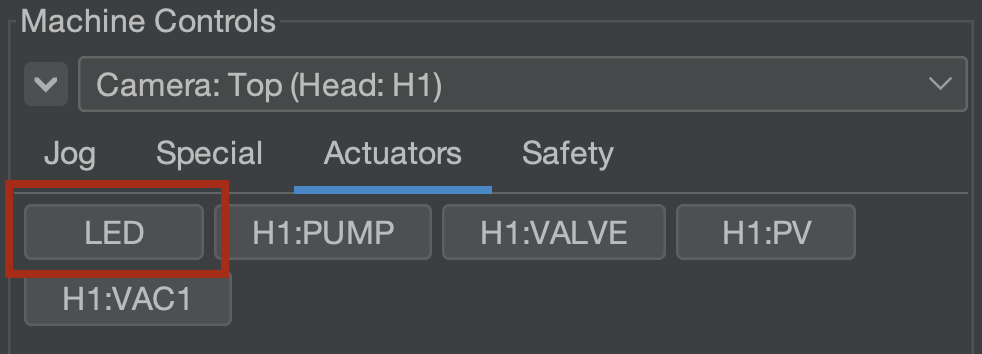 Machine Controls
Camera: Top (Head: H1)
Jog Special Actuators Safety
LED H1:PUMP H1:VALVE H1:PV
H1:VAC1